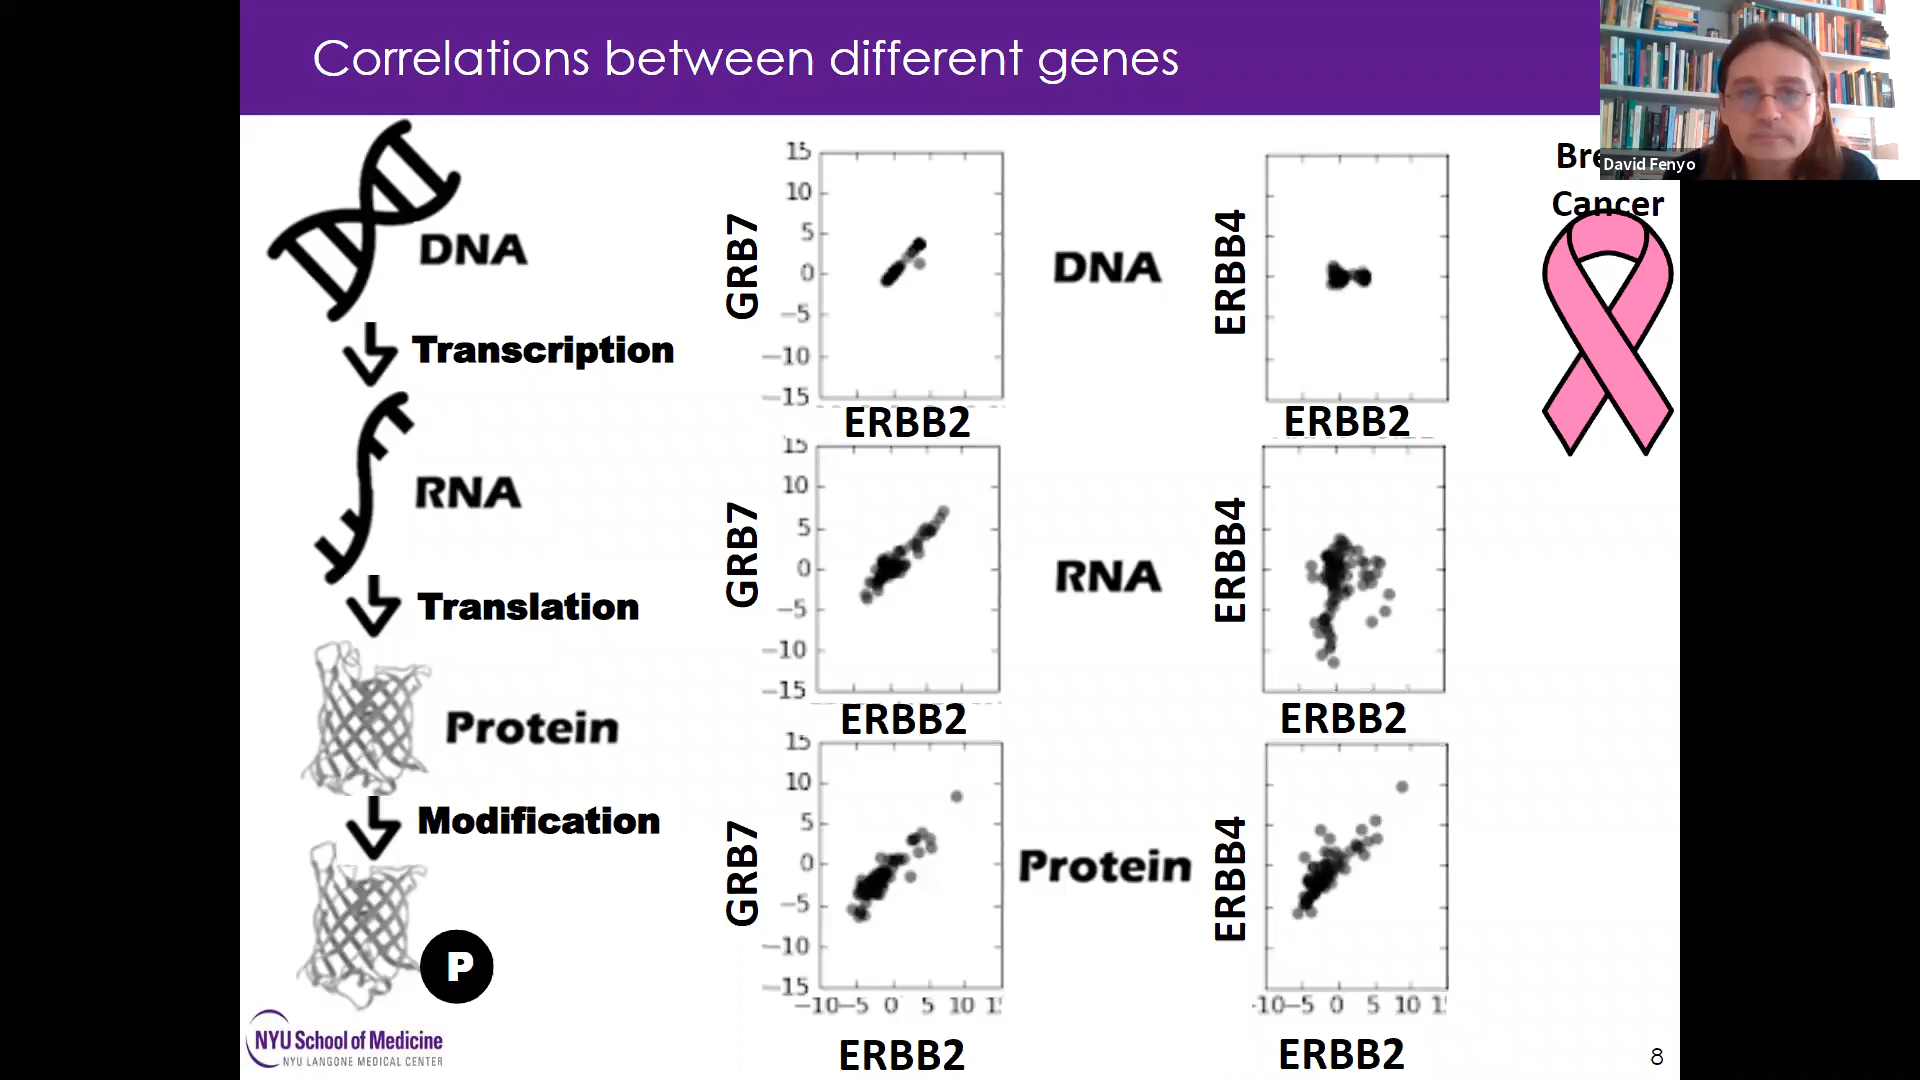 Correlations between different genes
David Fenyo
Cancer
DNA
Transcription
RNA
Translation
Protein
Modification
P
NYU School of Medicine
NYU LANGONE MEDICAL CENTER
15
10
5
0
−5
−10
−15
GRB7
ERBB2
DNA
ERBB4
ERBB2
15
10
5
0
−5
−10
−15
GRB7
ERBB2
RNA
ERBB4
ERBB2
15
10
5
0
−5
−10
−15
GRB7
−10 −5 0 5 10
ERBB2
Protein
ERBB4
-10 −5 0 5 10
ERBB2
8